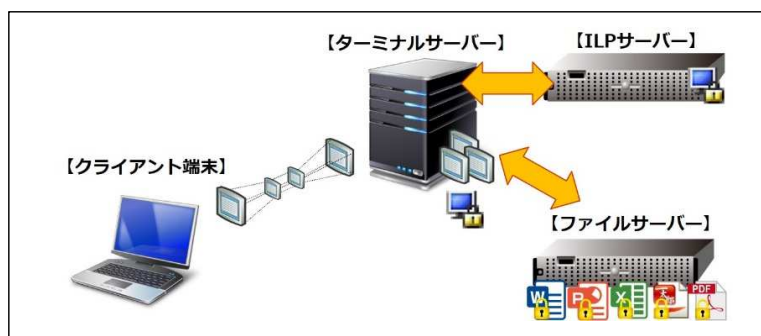 【ターミナルサーバー】
【ILPサーバー】
【クライアント端末】
【ファイルサーバー】
W
P
X
PDF